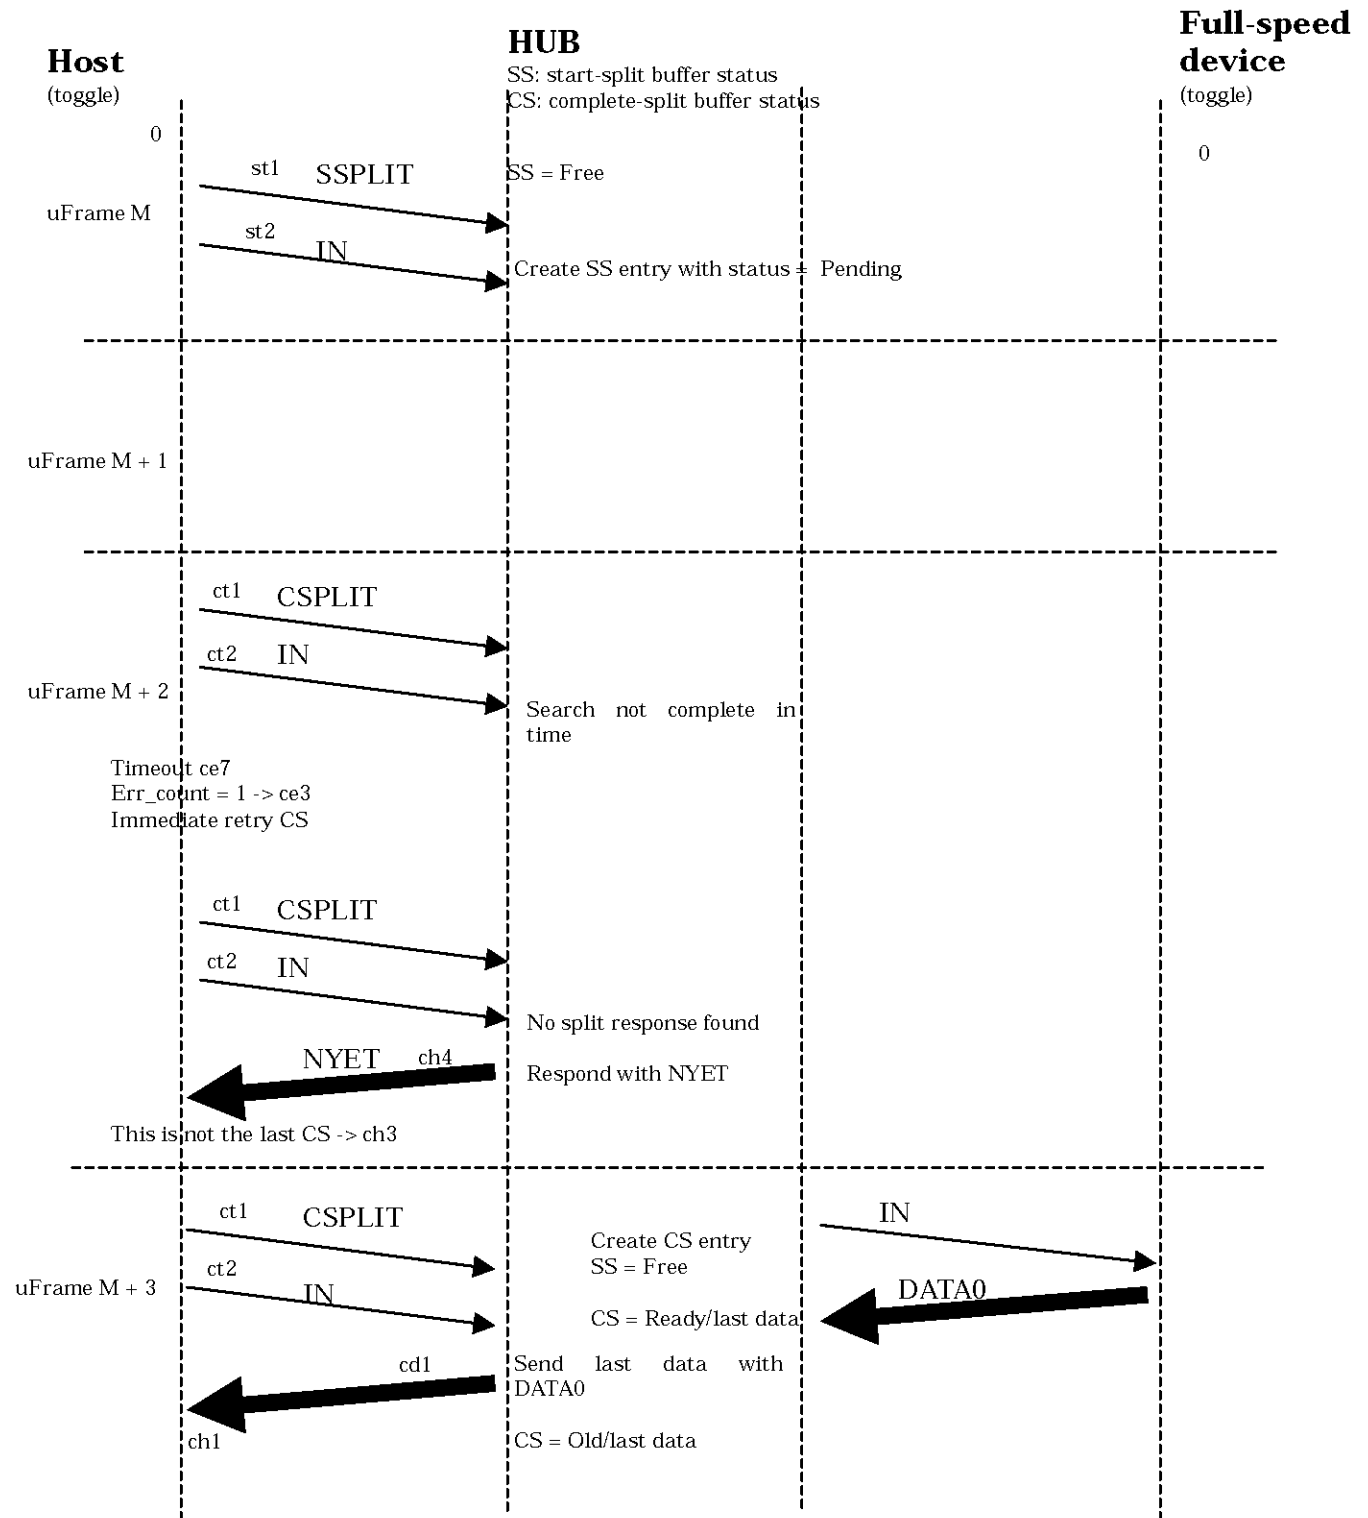 Full-speed
device
(toggle)
HUB
SS: start-split buffer status
CS: complete-split buffer status
Host
(toggle)
0
0
st1 SSPLIT
SS = Free
uFrame M
st2 IN
Create SS entry with status = Pending
uFrame M + 1
ct1 CSPLIT
ct2 IN
uFrame M + 2
Search not complete in
time
Timeout ce7
Err_count = 1 -> ce3
Immediate retry CS
ct1 CSPLIT
ct2 IN
No split response found
NYET ch4
Respond with NYET
This is not the last CS -> ch3
ct1 CSPLIT
IN
Create CS entry
SS = Free
ct2 IN
uFrame M + 3
DATA0
CS = Ready/last data
cd1
Send last data with
DATA0
ch1
CS = Old/last data